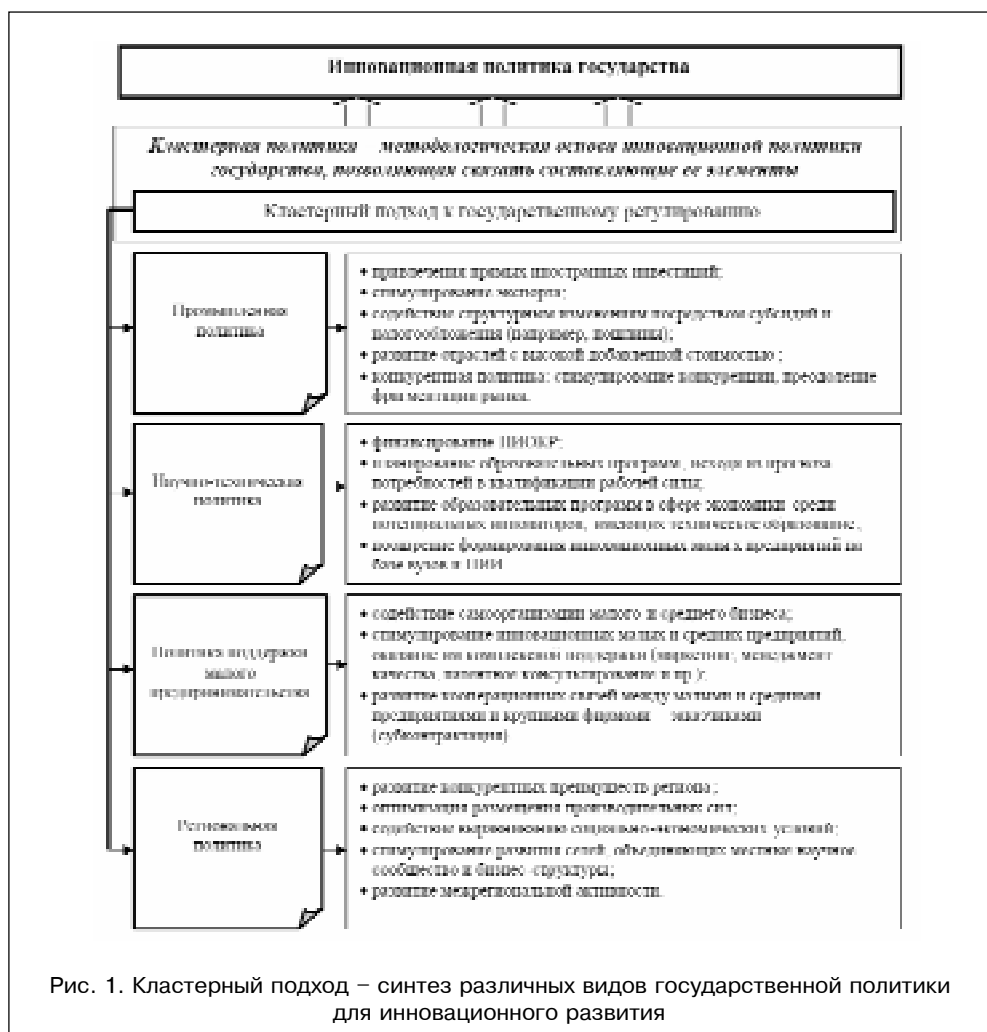 Инновационная политика государства
Кластерная политика – методологическая основа инновационной политики
государства, позволяющая связать составляющие ее элементы
Кластерный подход к государственному регулированию
Промышленная
политика
• привлечения прямых иностранных инвестиций;
• стимулирование экспорта;
• содействие структурным изменениям посредством субсидий и
налогообложения (например, пошлины);
• развитие отраслей с высокой добавленной стоимостью;
• конкурентная политика: стимулирование конкуренции, преодоление
фрагментации рынка.
Научно-техническая
политика
• финансирование НИОКР;
• планирование образовательных программ, исходя из прогноза
потребностей в квалификации рабочей силы;
• развитие образовательных программ в сфере экономики среди
потенциальных инноваторов, имеющих техническое образование;
• поощрение формирования инновационных малых предприятий на
базе вузов и НИИ
Политика поддержки
малого
предпринимательства
• содействие самоорганизации малого и среднего бизнеса;
• стимулирование инновационных малых и средних предприятий,
оказание им комплексной поддержки (маркетинг, менеджмент
качества, патентное консультирование и пр.);
• развитие кооперационных связей между малыми и средними
предприятиями и крупными фирмами – заказчиками
(субконтрактация)
Региональная
политика
• развитие конкурентных преимуществ региона;
• оптимизация размещения производительных сил;
• содействие выравниванию социально-экономических условий;
• стимулирование развития сетей, объединяющих местное научное
сообщество и бизнес-структуры;
• развитие межрегиональной активности.
Рис. 1. Кластерный подход – синтез различных видов государственной политики
для инновационного развития